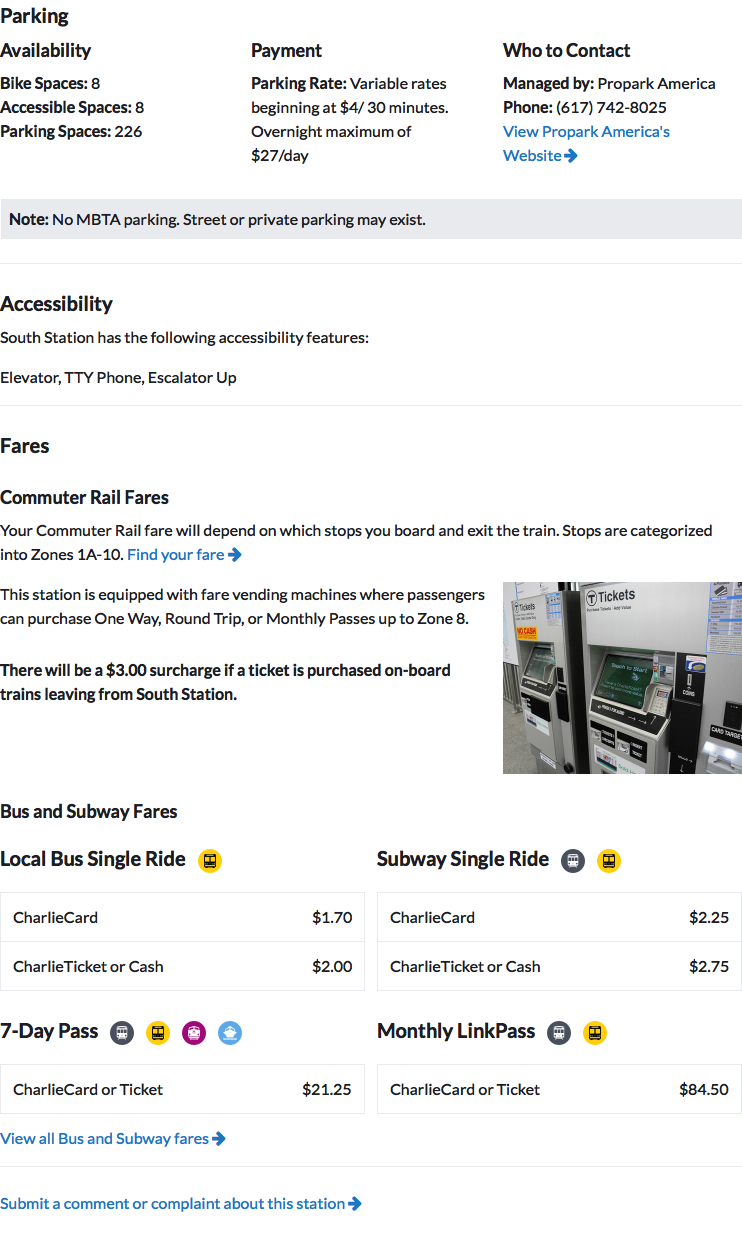 Parking
Availability
Bike Spaces: 8
Accessible Spaces: 8
Parking Spaces: 226
Payment
Parking Rate: Variable rates
beginning at $4/ 30 minutes.
Overnight maximum of
$27/day
Who to Contact
Managed by: Propark America
Phone: (617) 742-8025
View Propark America's
Website
Note: No MBTA parking. Street or private parking may exist.
Accessibility
South Station has the following accessibility features:
Elevator, TTY Phone, Escalator Up
Fares
Commuter Rail Fares
Your Commuter Rail fare will depend on which stops you board and exit the train. Stops are categorized
into Zones 1A-10. Find your fare
This station is equipped with fare vending machines where passengers
can purchase One Way, Round Trip, or Monthly Passes up to Zone 8.
There will be a $3.00 surcharge if a ticket is purchased on-board
trains leaving from South Station.
Tickets
NO CASH
T Tickets
Purchase Tickets - Add Value
Touch to Start
COINS
CARD TARGET
Bus and Subway Fares
Local Bus Single Ride
CharlieCard $1.70
CharlieTicket or Cash $2.00
Subway Single Ride
CharlieCard $2.25
CharlieTicket or Cash $2.75
7-Day Pass
CharlieCard or Ticket $21.25
Monthly LinkPass
CharlieCard or Ticket $84.50
View all Bus and Subway fares
Submit a comment or complaint about this station